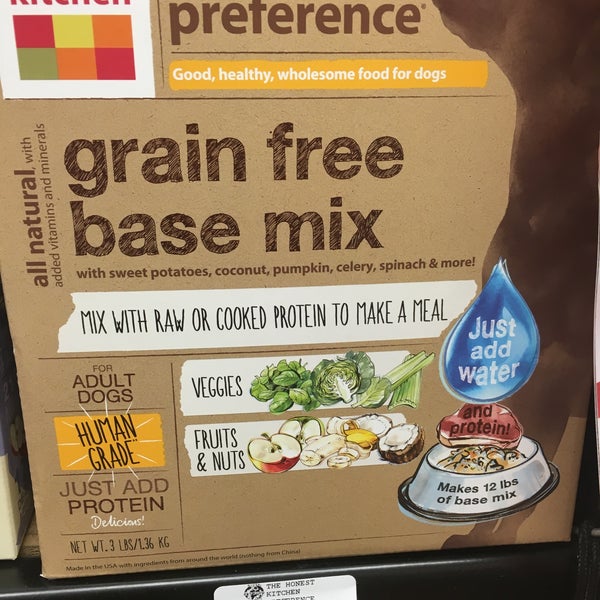 kitchen
preference®
Good, healthy, wholesome food for dogs
all natural, with
added vitamins and minerals
grain free
base mix
with sweet potatoes, coconut, pumpkin, celery, spinach & more!
MIX WITH RAW OR COOKED PROTEIN TO MAKE A MEAL
Just
add
water
and
protein!
FOR
ADULT
DOGS
VEGGIES
HUMAN
GRADE™
FRUITS
& NUTS
JUST ADD
PROTEIN
Delicious!
Makes 12 lbs
of base mix
NET WT. 3 LBS/1.36 KG
Made in the USA with ingredients from around the world (nothing from China)
THE HONEST
KITCHEN